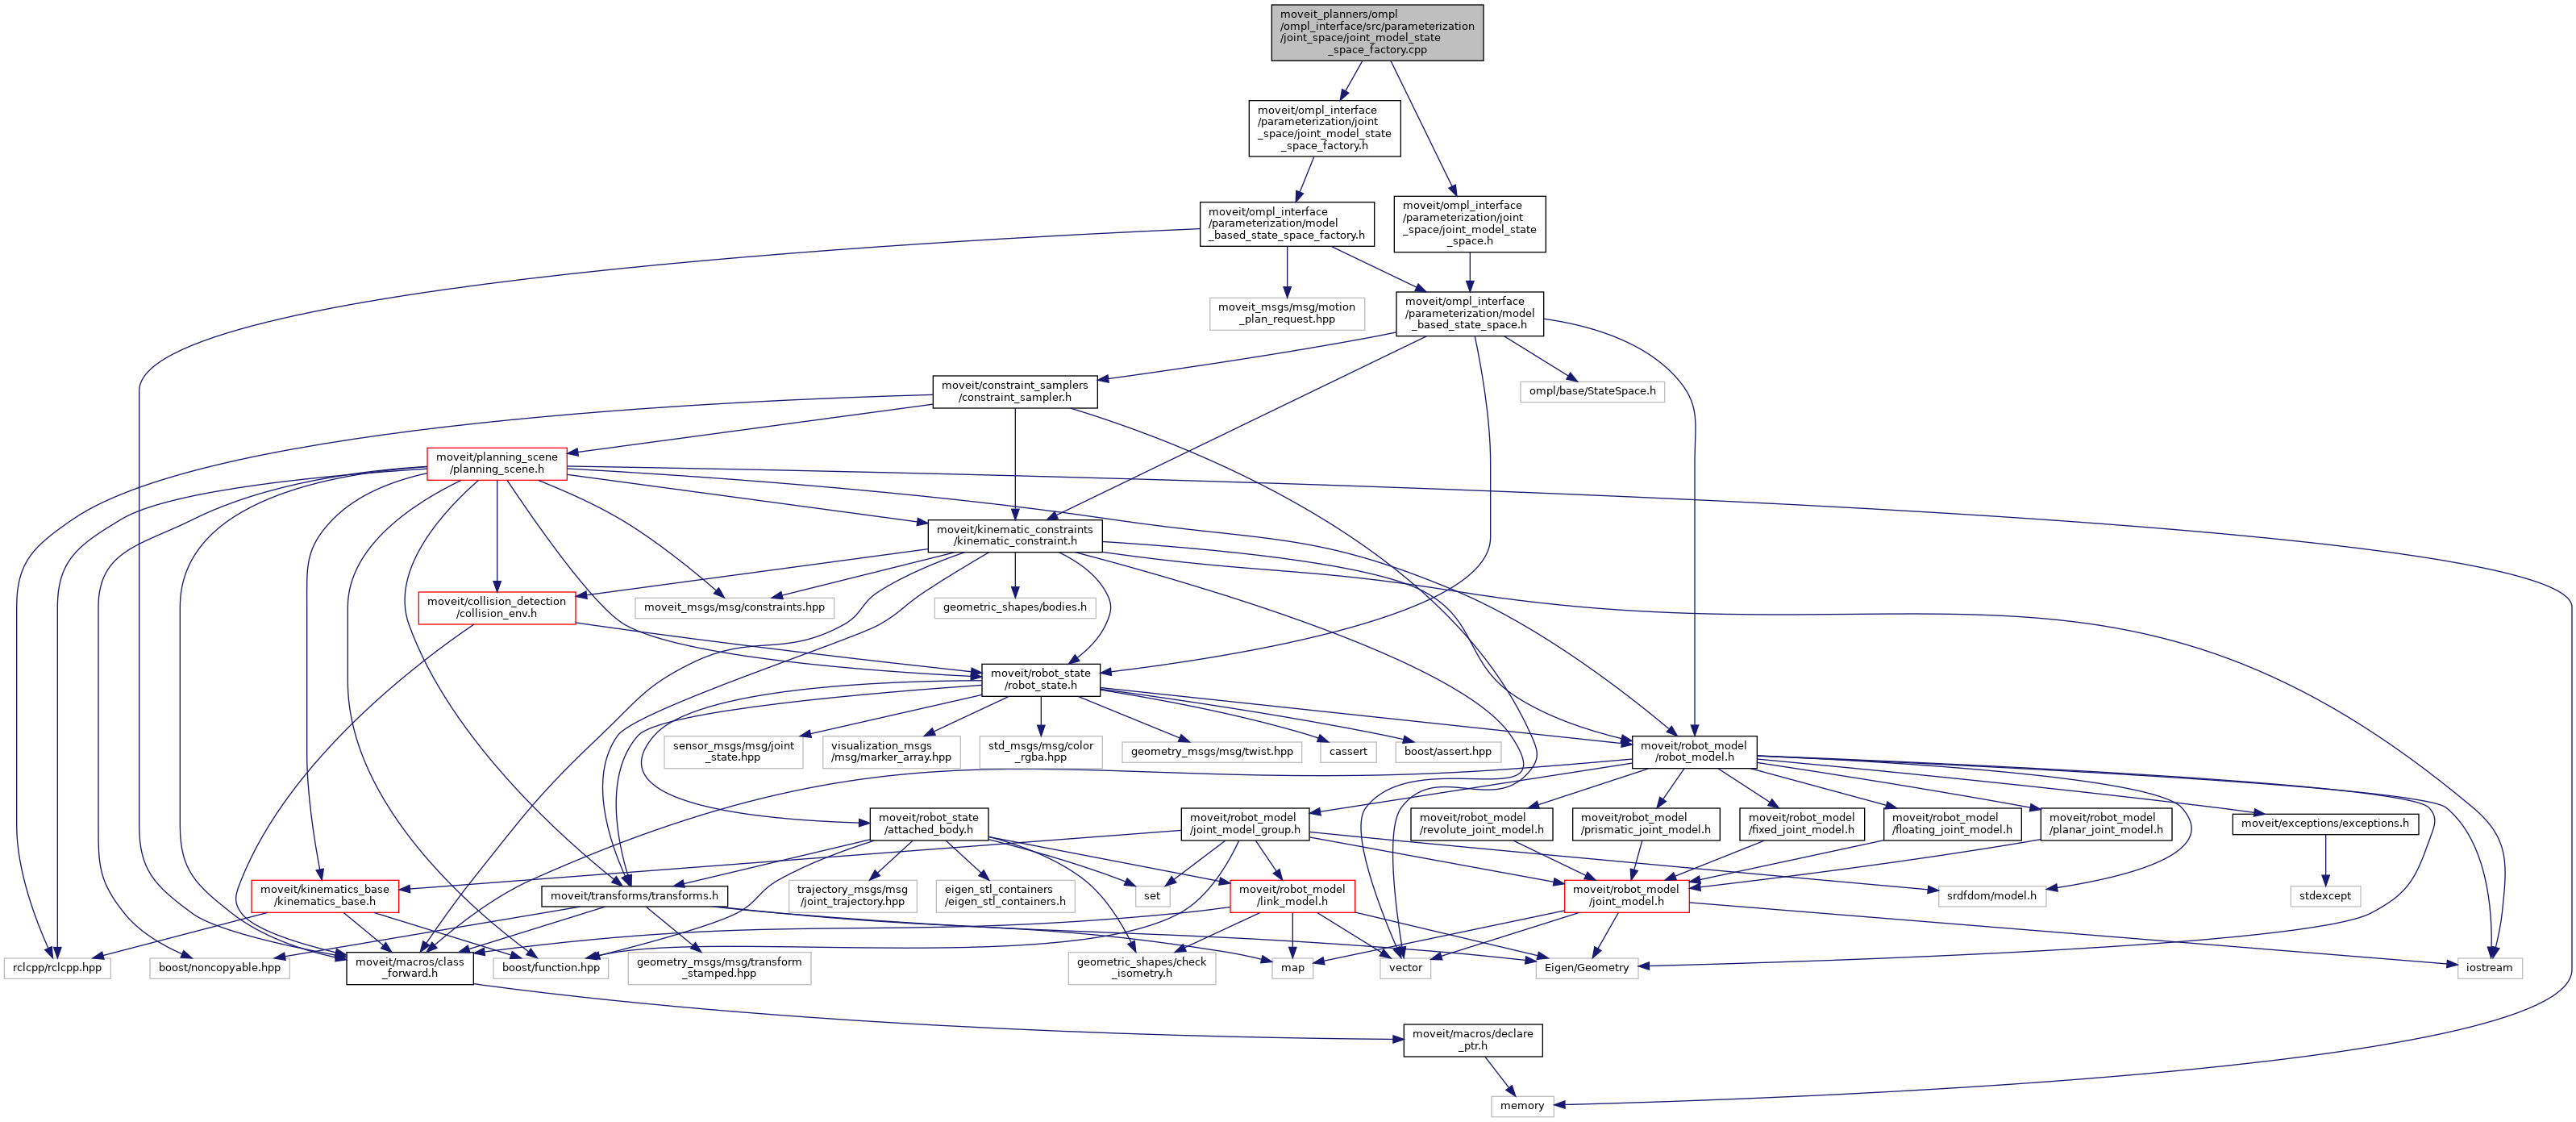 moveit_planners/ompl
/ompl_interface/src/parameterization
/joint_space/joint_model_state
_space_factory.cpp
moveit/ompl_interface
/parameterization/joint
_space/joint_model_state
_space_factory.h
moveit/ompl_interface
/parameterization/model
_based_state_space_factory.h
moveit/ompl_interface
/parameterization/joint
_space/joint_model_state
_space.h
moveit_msgs/msg/motion
_plan_request.hpp
moveit/ompl_interface
/parameterization/model
_based_state_space.h
moveit/constraint_samplers
/constraint_sampler.h
ompl/base/StateSpace.h
moveit/planning_scene
/planning_scene.h
moveit/kinematic_constraints
/kinematic_constraint.h
moveit/collision_detection
/collision_env.h
moveit_msgs/msg/constraints.hpp
geometric_shapes/bodies.h
moveit/robot_state
/robot_state.h
sensor_msgs/msg/joint
_state.hpp
visualization_msgs
/msg/marker_array.hpp
std_msgs/msg/color
_rgba.hpp
geometry_msgs/msg/twist.hpp
cassert
boost/assert.hpp
moveit/robot_model
/robot_model.h
moveit/robot_state
/attached_body.h
moveit/robot_model
/joint_model_group.h
moveit/robot_model
/revolute_joint_model.h
moveit/robot_model
/prismatic_joint_model.h
moveit/robot_model
/fixed_joint_model.h
moveit/robot_model
/floating_joint_model.h
moveit/robot_model
/planar_joint_model.h
moveit/exceptions/exceptions.h
moveit/kinematics_base
/kinematics_base.h
moveit/transforms/transforms.h
trajectory_msgs/msg
/joint_trajectory.hpp
eigen_stl_containers
/eigen_stl_containers.h
set
moveit/robot_model
/link_model.h
moveit/robot_model
/joint_model.h
srdfdom/model.h
stdexcept
rclcpp/rclcpp.hpp
boost/noncopyable.hpp
moveit/macros/class
_forward.h
boost/function.hpp
geometry_msgs/msg/transform
_stamped.hpp
geometric_shapes/check
_isometry.h
map
vector
Eigen/Geometry
iostream
moveit/macros/declare
_ptr.h
memory